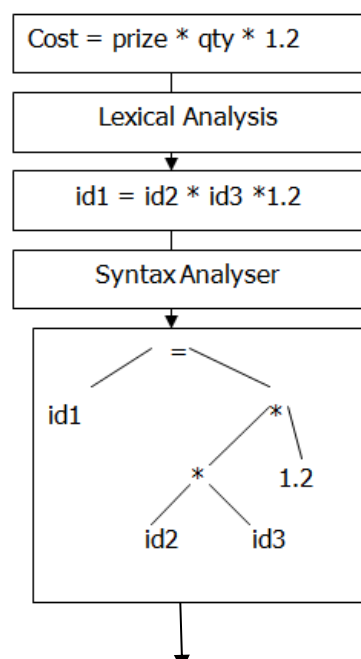 Cost = prize * qty * 1.2
Lexical Analysis
id1 = id2 * id3 *1.2
Syntax Analyser
=
id1
*
*
1.2
id2
id3